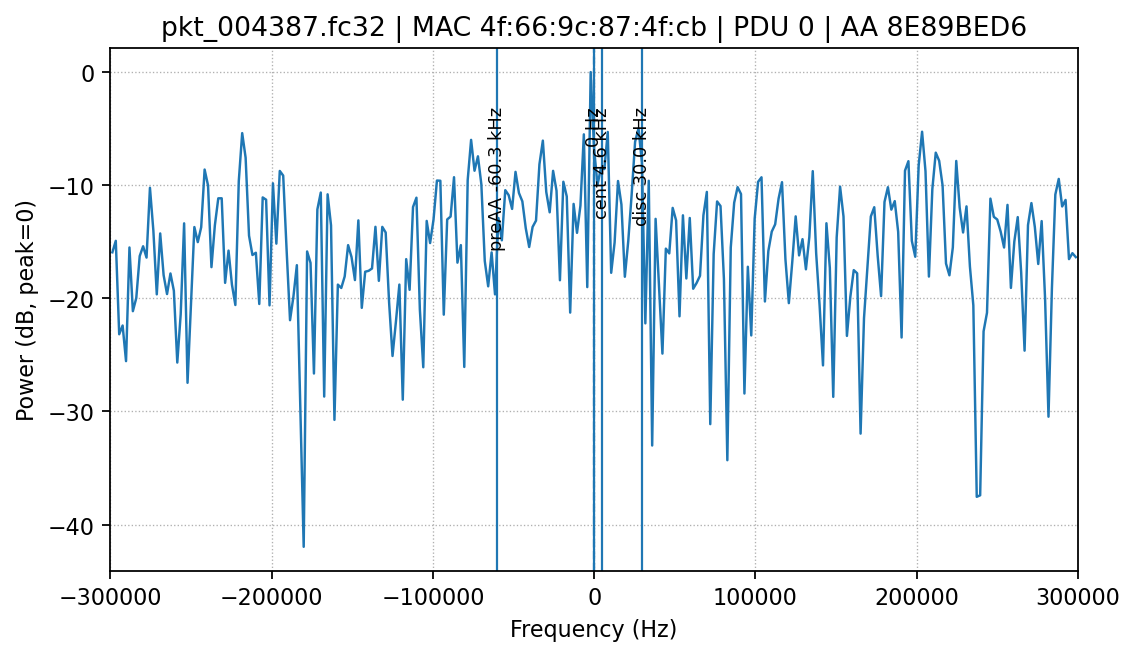 pkt_004387.fc32 | MAC 4f:66:9c:87:4f:cb | PDU 0 | AA 8E89BED6
0
−10
−20
−30
−40
Power (dB, peak=0)
preAA -60.3 kHz
0 Hz
cent 4.6 kHz
disc 30.0 kHz
−300000
−200000
−100000
0
100000
200000
300000
Frequency (Hz)